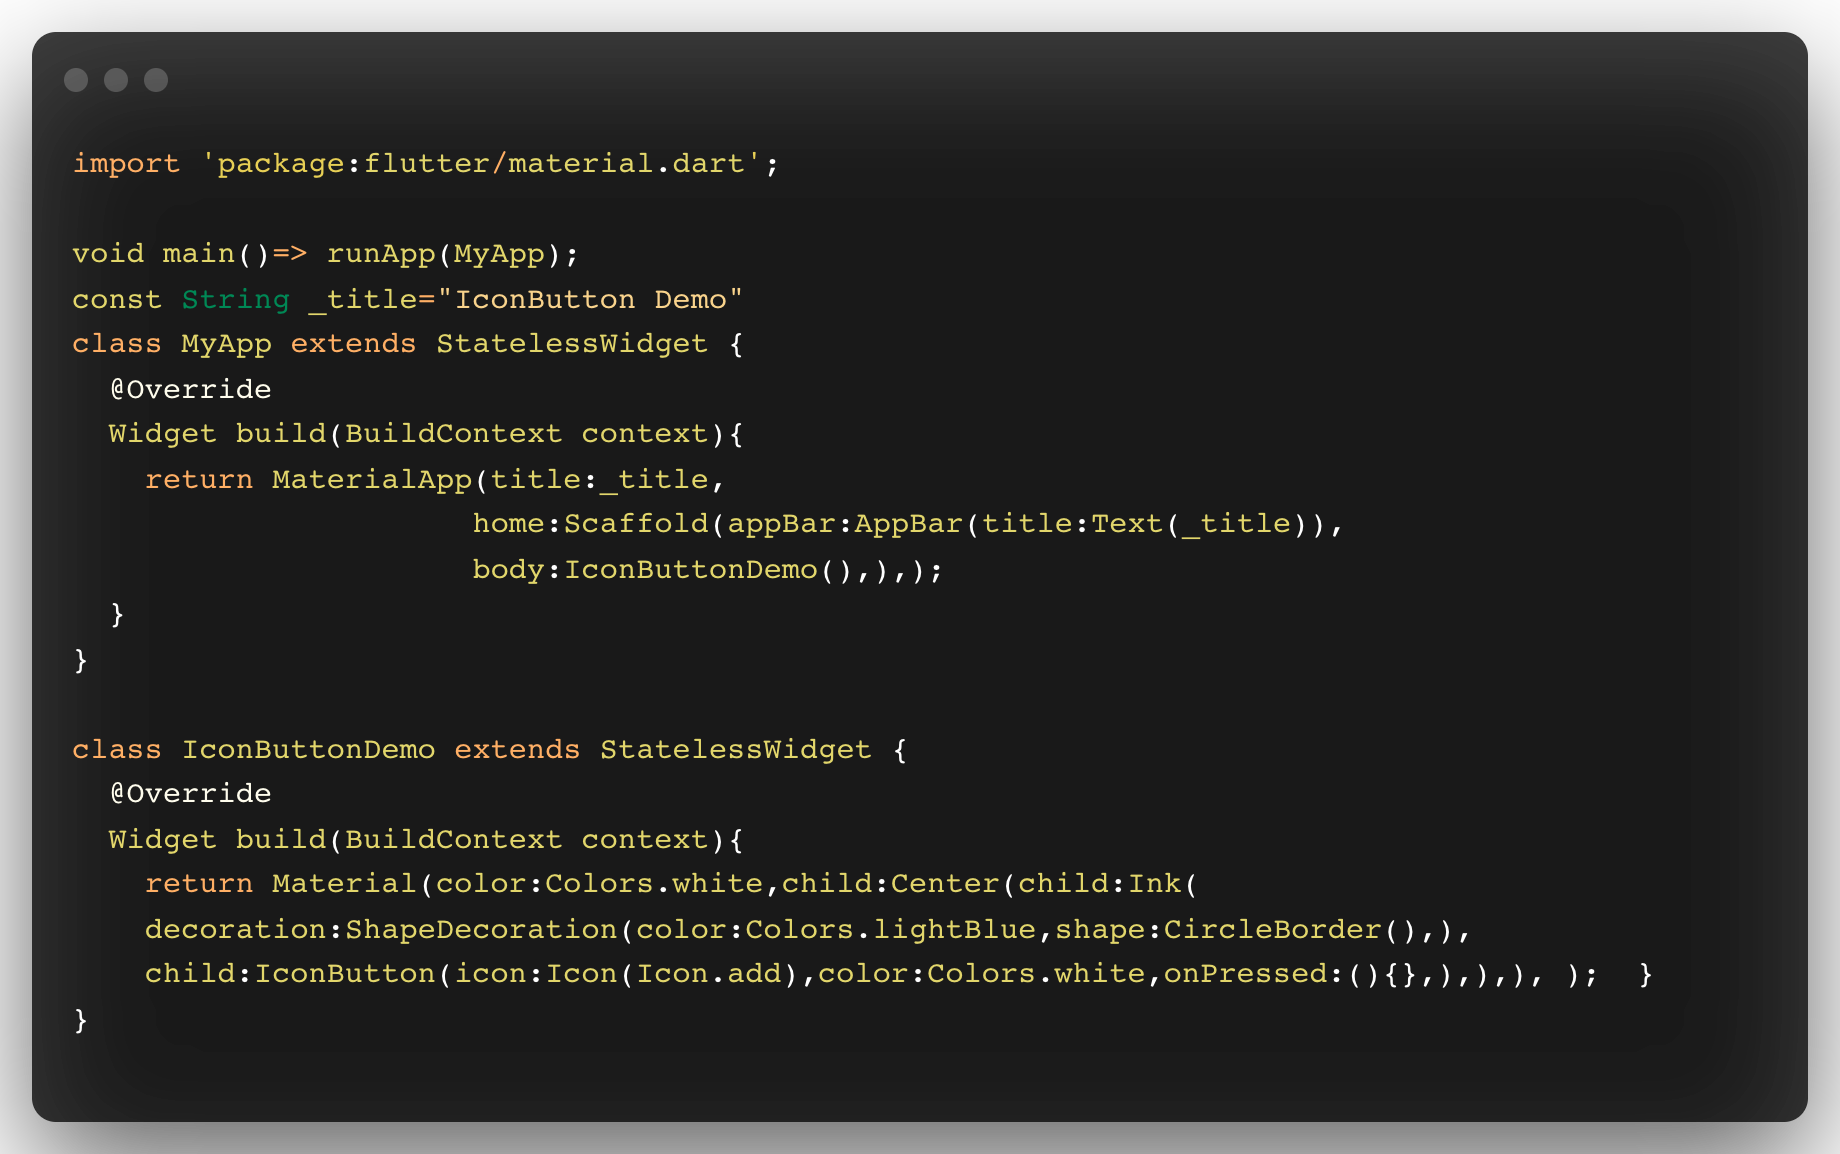 import 'package:flutter/material.dart';
void main()=> runApp(MyApp);
const String _title="IconButton Demo"
class MyApp extends StatelessWidget {
@Override
Widget build(BuildContext context){
return MaterialApp(title:_title,
home:Scaffold(appBar:AppBar(title:Text(_title)),
body:IconButtonDemo(),),);
}
}
class IconButtonDemo extends StatelessWidget {
@Override
Widget build(BuildContext context){
return Material(color:Colors.white,child:Center(child:Ink(
decoration:ShapeDecoration(color:Colors.lightBlue,shape:CircleBorder(),),
child:IconButton(icon:Icon(Icon.add),color:Colors.white,onPressed:(){},),),), );  }
}